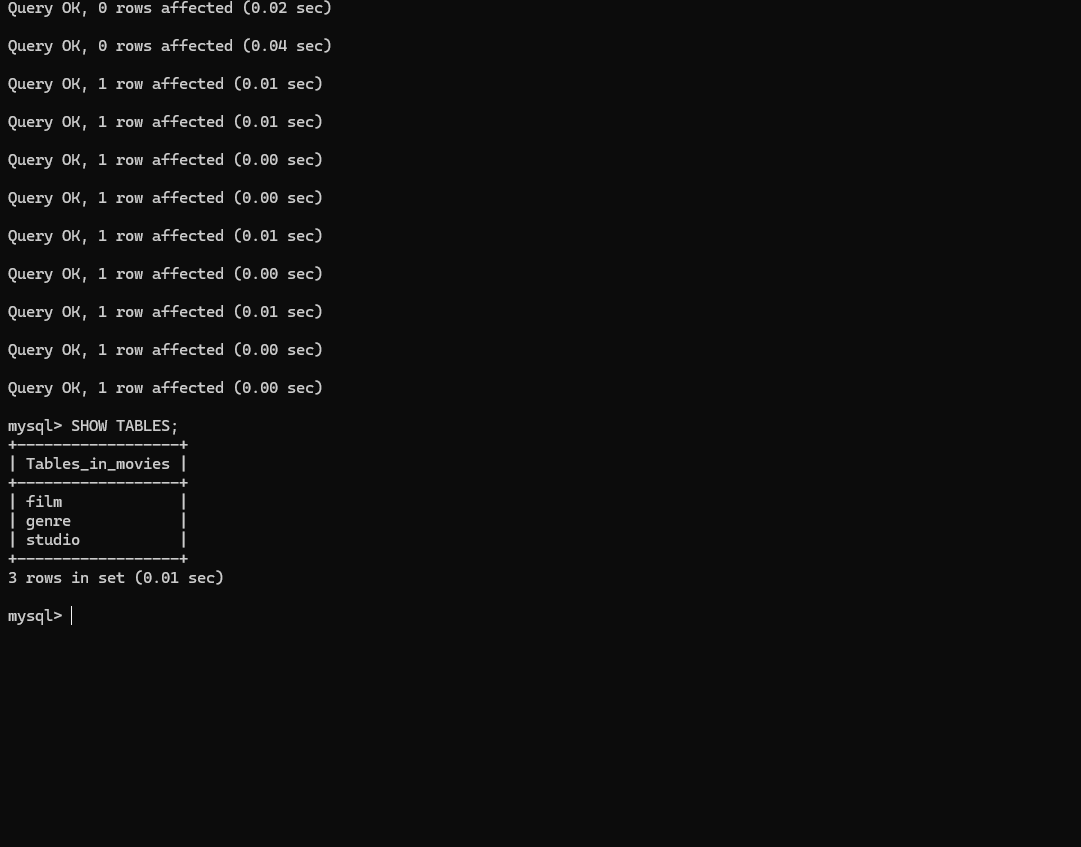 Query OK, 0 rows affected (0.02 sec)
Query OK, 0 rows affected (0.04 sec)
Query OK, 1 row affected (0.01 sec)
Query OK, 1 row affected (0.01 sec)
Query OK, 1 row affected (0.00 sec)
Query OK, 1 row affected (0.00 sec)
Query OK, 1 row affected (0.01 sec)
Query OK, 1 row affected (0.00 sec)
Query OK, 1 row affected (0.01 sec)
Query OK, 1 row affected (0.00 sec)
Query OK, 1 row affected (0.00 sec)
mysql> SHOW TABLES;
+------------------+
| Tables_in_movies |
+------------------+
| film             |
| genre            |
| studio           |
+------------------+
3 rows in set (0.01 sec)
mysql>